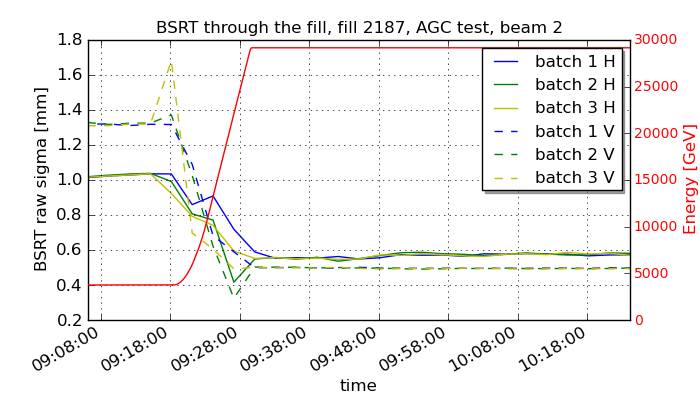 BSRT through the fill, fill 2187, AGC test, beam 2
BSRT raw sigma [mm]
1.8
1.6
1.4
1.2
1.0
0.8
0.6
0.4
0.2
batch 1 H
batch 2 H
batch 3 H
batch 1 V
batch 2 V
batch 3 V
30000
25000
20000
15000
10000
5000
0
Energy [GeV]
09:08:00
09:18:00
09:28:00
09:38:00
09:48:00
09:58:00
10:08:00
10:18:00
time